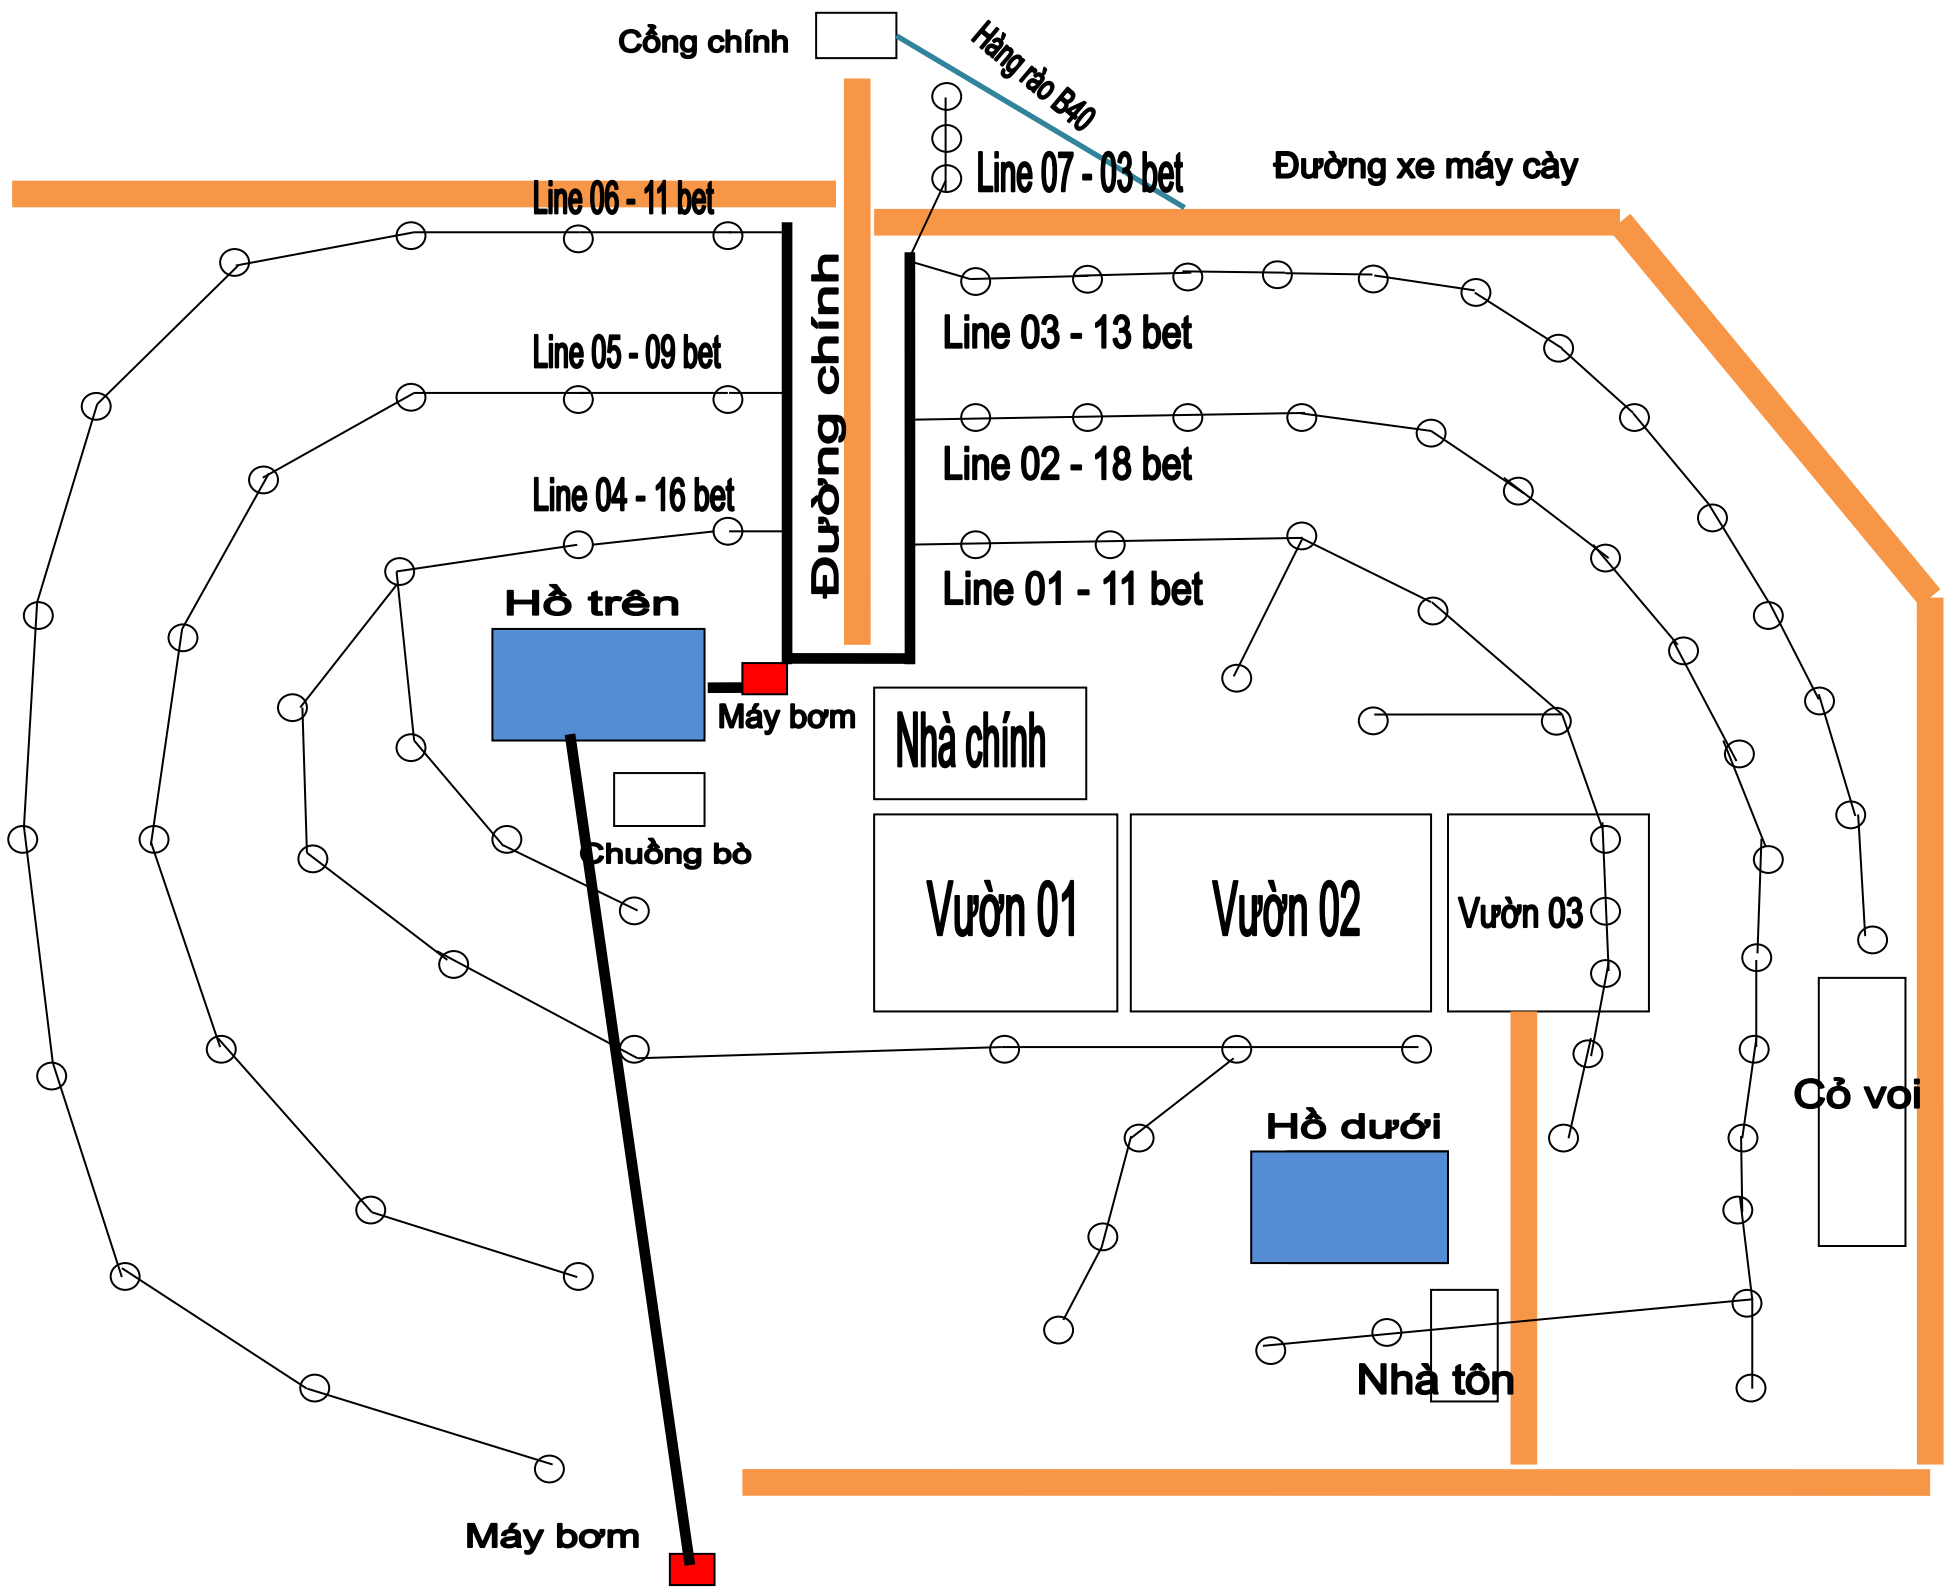 Cổng chính
Hàng rào B40
Line 07 - 03 bet
Đường xe máy cày
Line 06 - 11 bet
Line 05 - 09 bet
Line 04 - 16 bet
Đường chính
Line 03 - 13 bet
Line 02 - 18 bet
Line 01 - 11 bet
Hồ trên
Máy bơm
Nhà chính
Chuồng bò
Vườn 01
Vườn 02
Vườn 03
Cỏ voi
Hồ dưới
Nhà tôn
Máy bơm